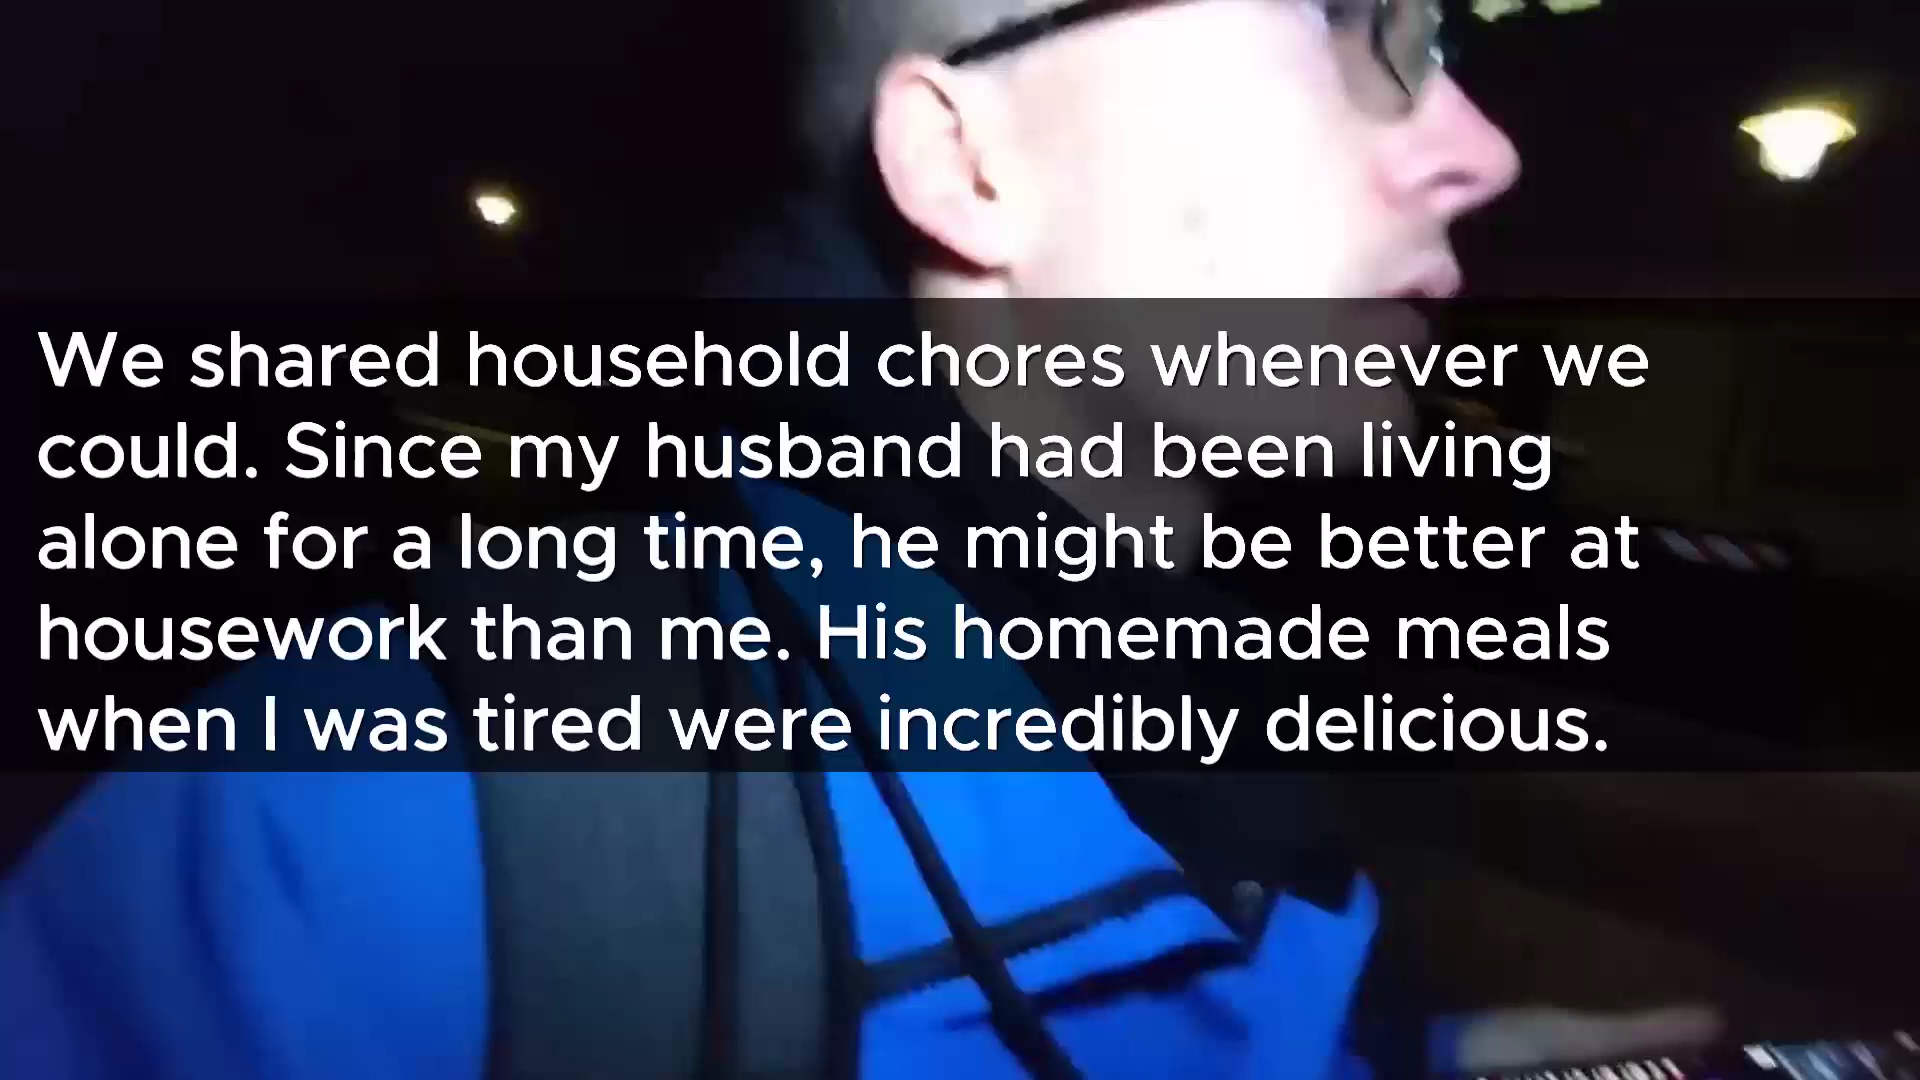 We shared household chores whenever we
could. Since my husband had been living
alone for a long time, he might be better at
housework than me. His homemade meals
when I was tired were incredibly delicious.